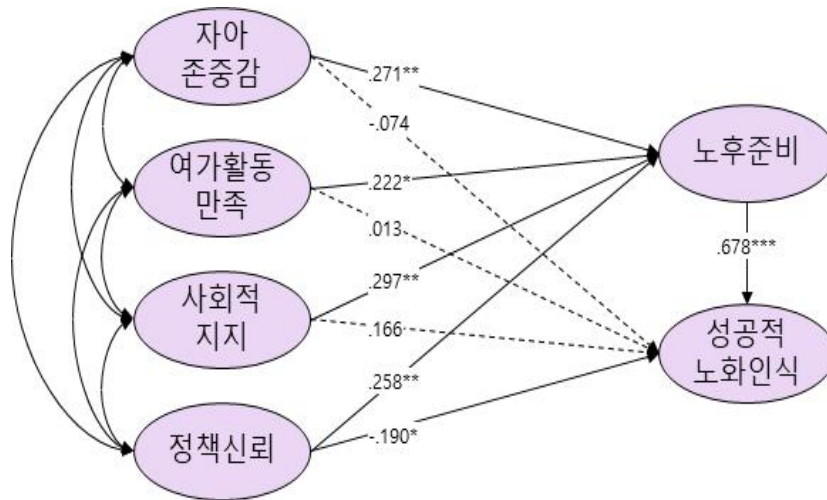 자아
존중감
.271**
-.074
여가활동
만족
.222*
.013
노후준비
.678***
사회적
지지
.297**
.166
성공적
노화인식
정책신뢰
.258**
-.190*